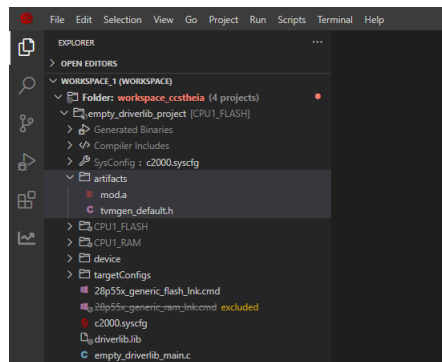 File Edit Selection View Go Project Run Scripts Terminal Help
EXPLORER
OPEN EDITORS
WORKSPACE_1 (WORKSPACE)
Folder: workspace_ccstheia (4 projects)
empty_driverlib_project [CPU1_FLASH]
Generated Binaries
Compiler Includes
SysConfig : c2000.syscfg
artifacts
mod.a
tvmgen_default.h
CPU1_FLASH
CPU1_RAM
device
targetConfigs
28p55x_generic_flash_lnk.cmd
28p55x_generic_ram_lnk.cmd excluded
c2000.syscfg
driverlib.lib
empty_driverlib_main.c